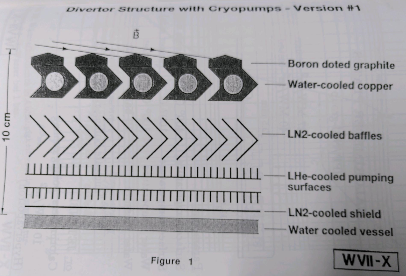 Divertor Structure with Cryopumps - Version #1
B
Boron doted graphite
Water-cooled copper
10 cm
LN2-cooled baffles
LHe-cooled pumping
surfaces
LN2-cooled shield
Water cooled vessel
Figure 1
WVII-X